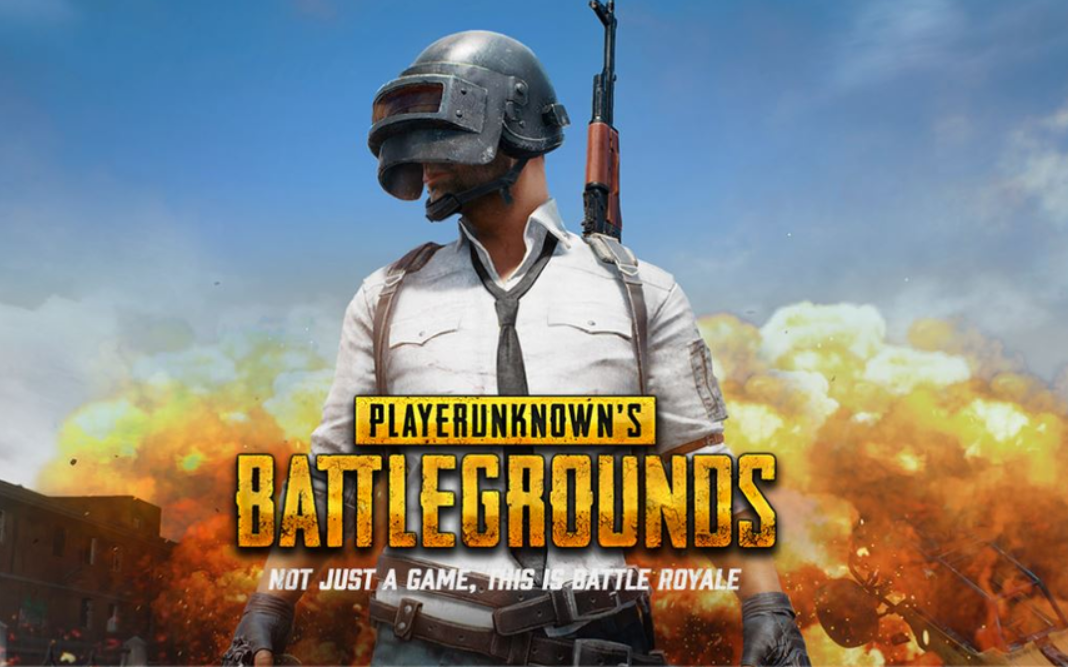 PLAYERUNKNOWN'S
BATTLEGROUNDS
NOT JUST A GAME, THIS IS BATTLE ROYALE